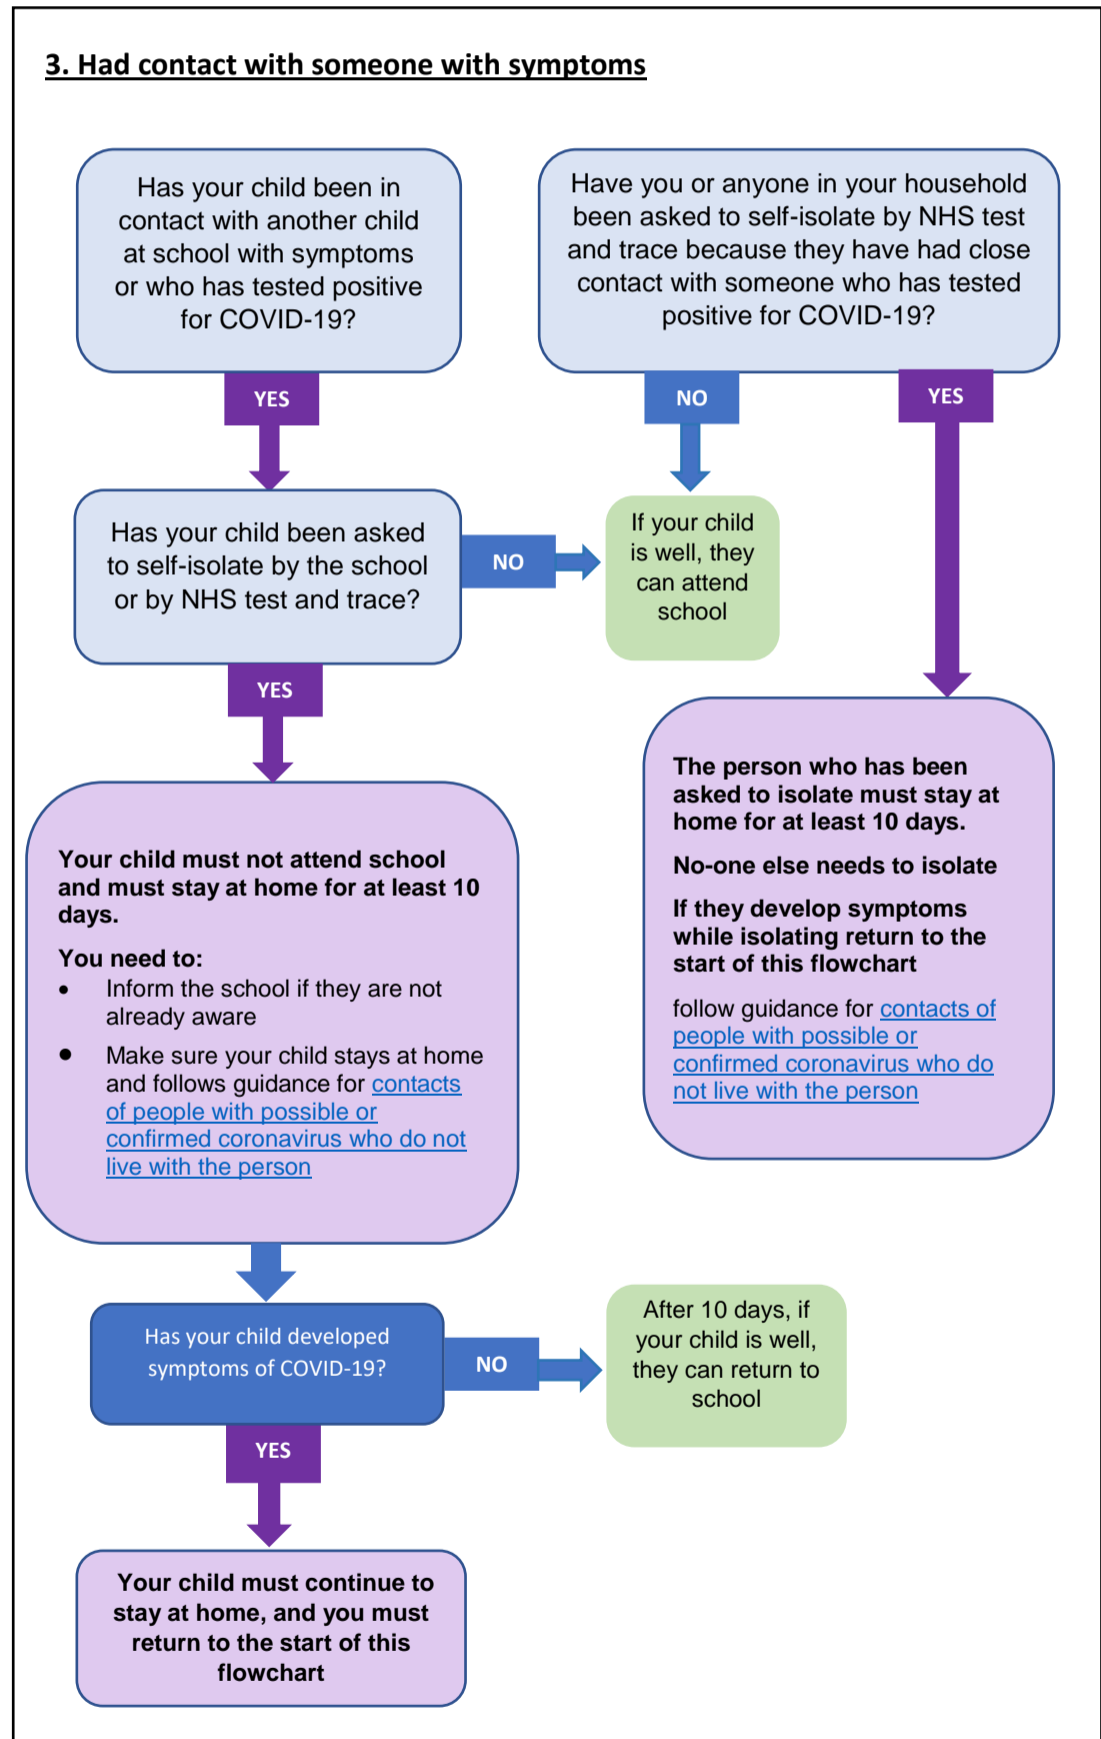 3. Had contact with someone with symptoms
Has your child been in
contact with another child
at school with symptoms
or who has tested positive
for COVID-19?
Have you or anyone in your household
been asked to self-isolate by NHS test
and trace because they have had close
contact with someone who has tested
positive for COVID-19?
YES
NO
YES
Has your child been asked
to self-isolate by the school
or by NHS test and trace?
NO
If your child
is well, they
can attend
school
YES
The person who has been
asked to isolate must stay at
home for at least 10 days.
No-one else needs to isolate
If they develop symptoms
while isolating return to the
start of this flowchart
follow guidance for contacts of
people with possible or
confirmed coronavirus who do
not live with the person
Your child must not attend school
and must stay at home for at least 10
days.
You need to:
• Inform the school if they are not
already aware
• Make sure your child stays at home
and follows guidance for contacts
of people with possible or
confirmed coronavirus who do not
live with the person
Has your child developed
symptoms of COVID-19?
NO
After 10 days, if
your child is well,
they can return to
school
YES
Your child must continue to
stay at home, and you must
return to the start of this
flowchart